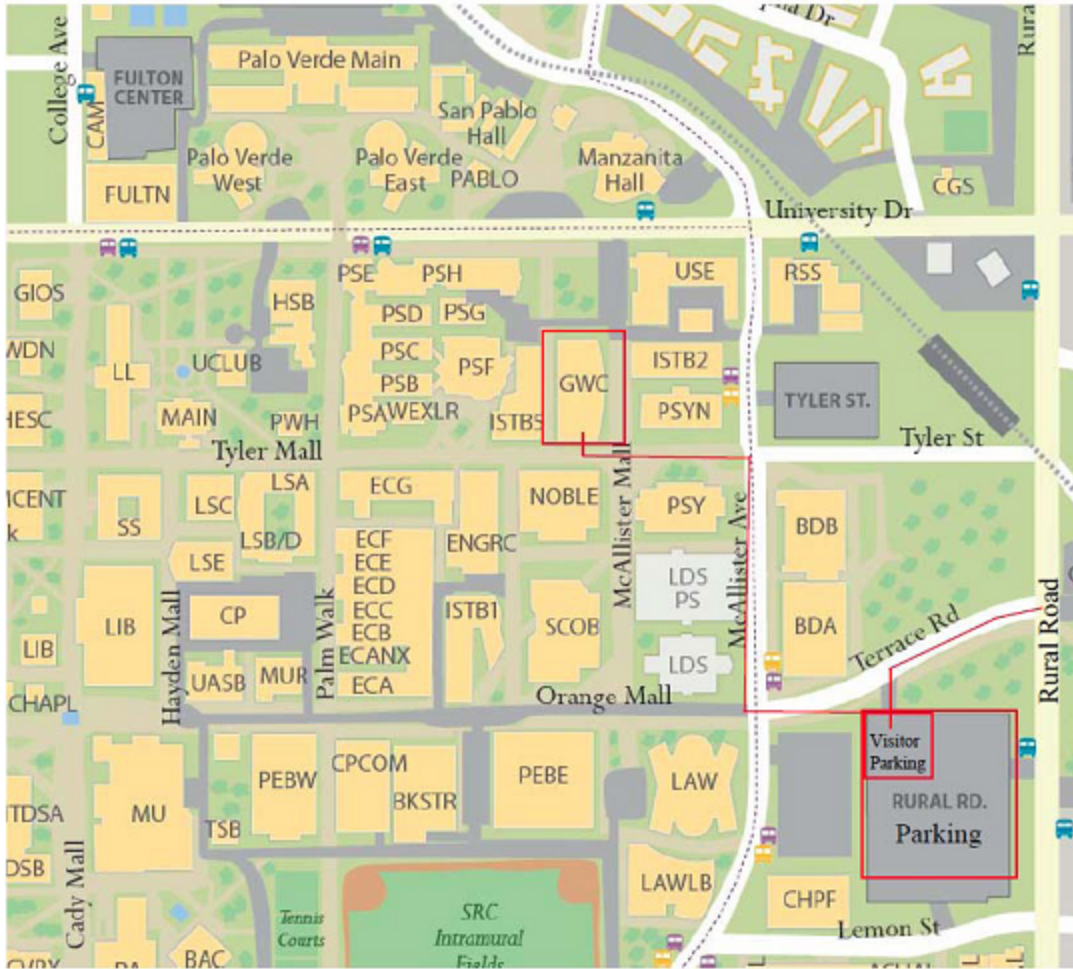 College Ave
CAM
FULTON
CENTER
FULTN
Palo Verde Main
San Pablo
Hall
Palo Verde
West
Palo Verde
East
PABLO
Manzanita
Hall
Rura
CGS
University Dr
GIOS
WDN
HESC
LL
HSB
UCLUB
MAIN
PWH
Tyler Mall
PSE
PSH
PSD
PSG
PSC
PSF
PSB
PSA
WEXLR
ISTB5
GWC
USE
RSS
ISTB2
PSYN
TYLER ST.
Tyler St
MCENT
k
SS
LSC
LSA
LSB/D
LSE
CP
LIB
LIB
Hayden Mall
UASB
MUR
Palm Walk
ECG
ECF
ECE
ECD
ECC
ECB
ECANX
ECA
ENGRC
ISTB1
NOBLE
SCOB
McAllister Mall
PSY
LDS
PS
LDS
McAllister Ave
BDB
BDA
Terrace Rd
Rural Road
CHAPL
Orange Mall
TDSA
DSB
Cady Mall
MU
TSB
PEBW
CPCOM
BKSTR
PEBE
LAW
LAWLB
Visitor
Parking
RURAL RD.
Parking
CHPF
Lemon St
Tennis
Courts
SRC
Intramural
Fields
BAC